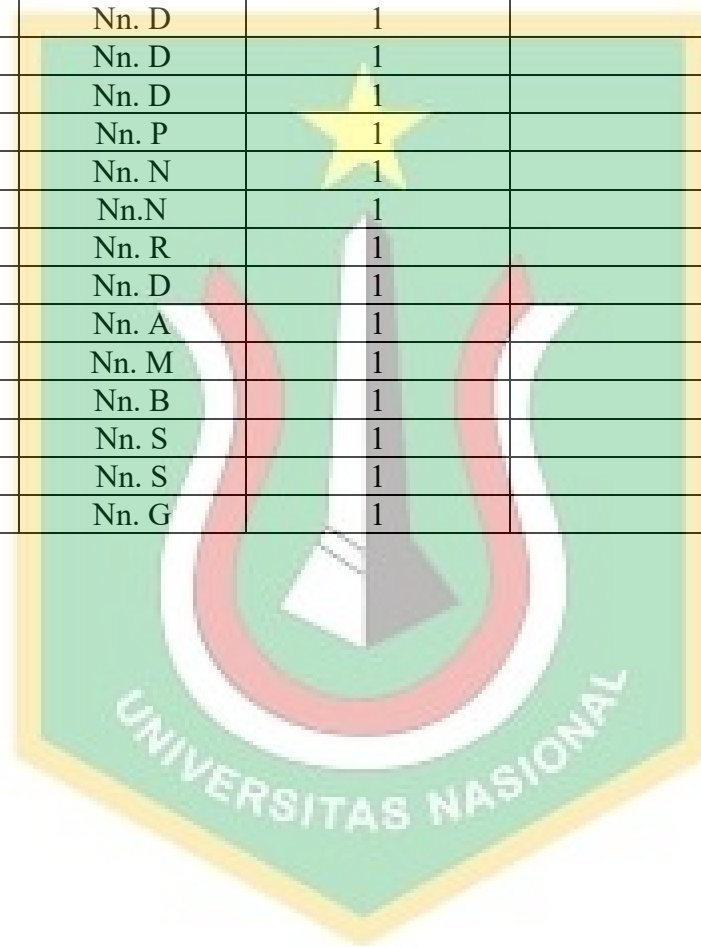 Nn. D 1
Nn. D 1
Nn. D 1
Nn. P 1
Nn. N 1
Nn.N 1
Nn. R 1
Nn. D 1
Nn. A 1
Nn. M 1
Nn. B 1
Nn. S 1
Nn. S 1
Nn. G 1
UNIVERSITAS NASIONAL